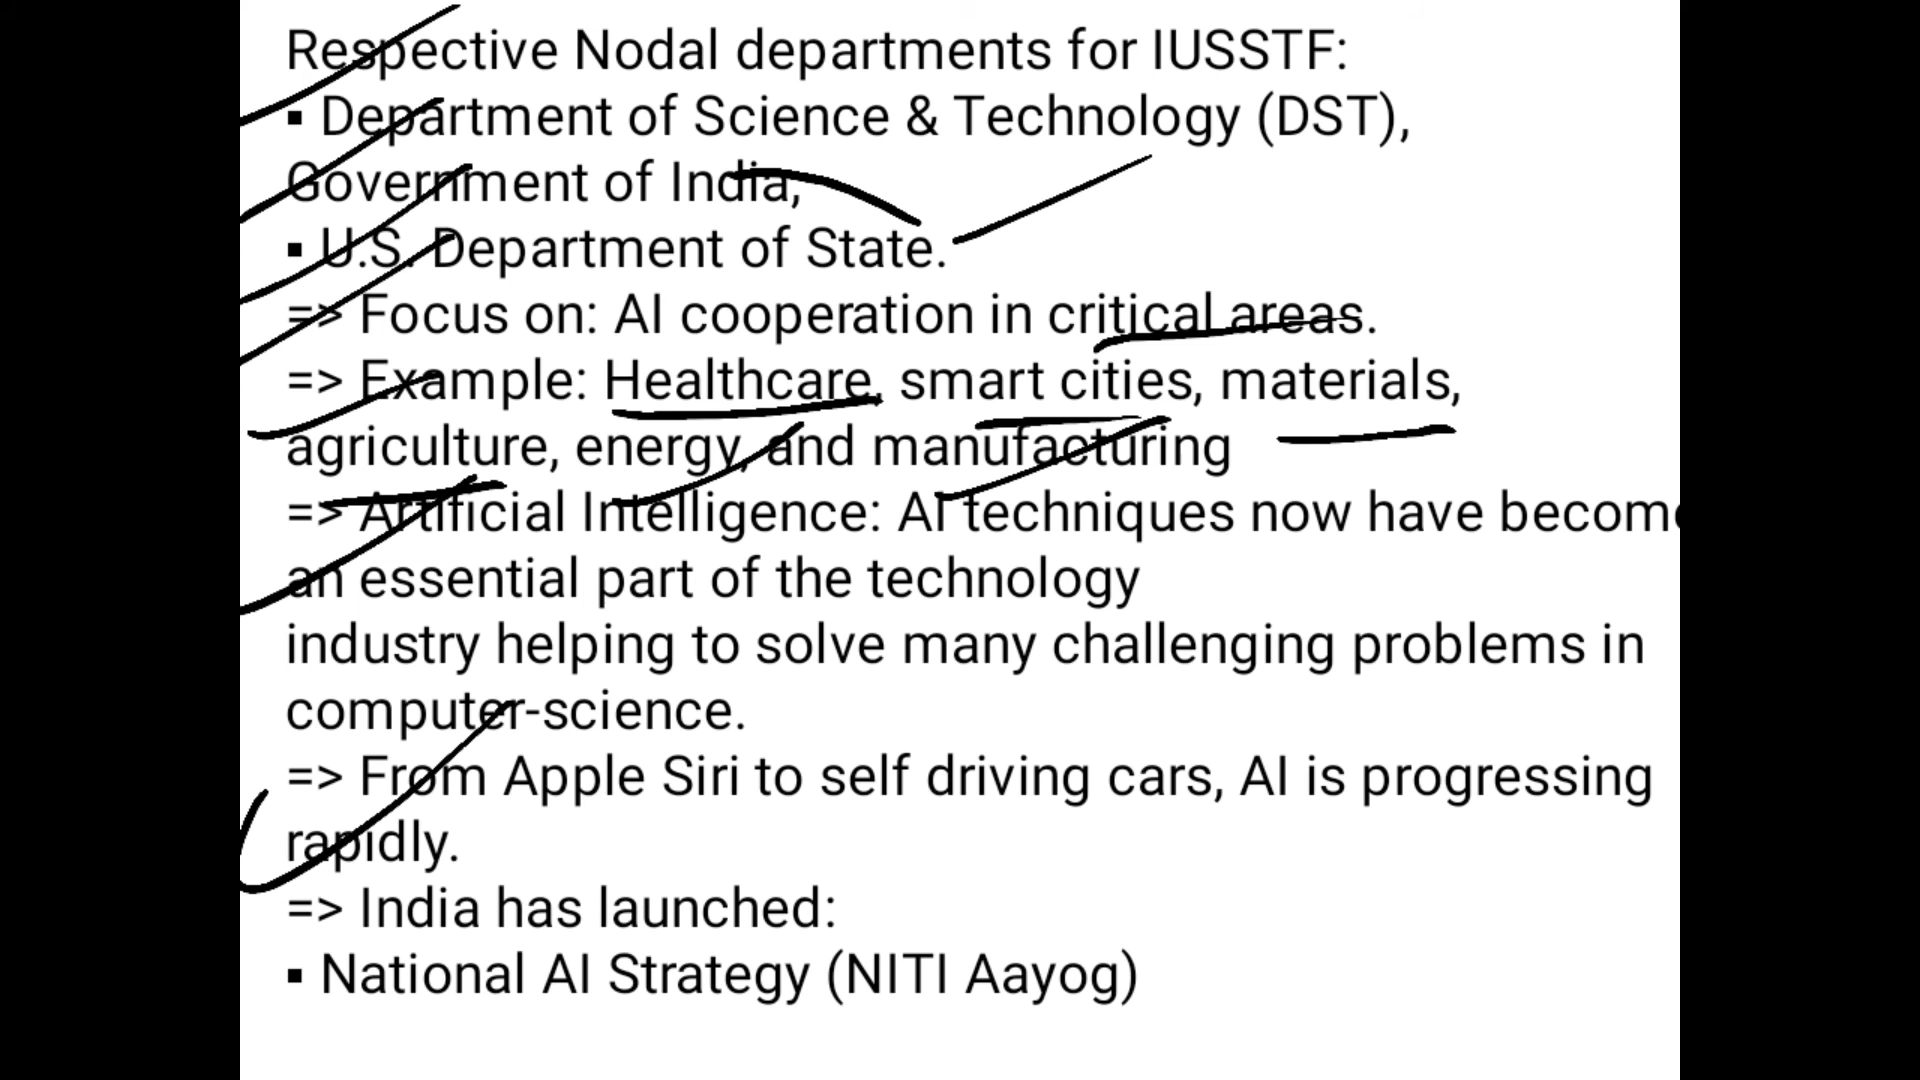 Respective Nodal departments for IUSSTF:
▪ Department of Science & Technology (DST),
Government of India,
▪ U.S. Department of State.
=> Focus on: AI cooperation in critical areas.
=> Example: Healthcare, smart cities, materials,
agriculture, energy, and manufacturing
=> Artificial Intelligence: AI techniques now have become
an essential part of the technology
industry helping to solve many challenging problems in
computer-science.
=> From Apple Siri to self driving cars, AI is progressing
rapidly.
=> India has launched:
▪ National AI Strategy (NITI Aayog)